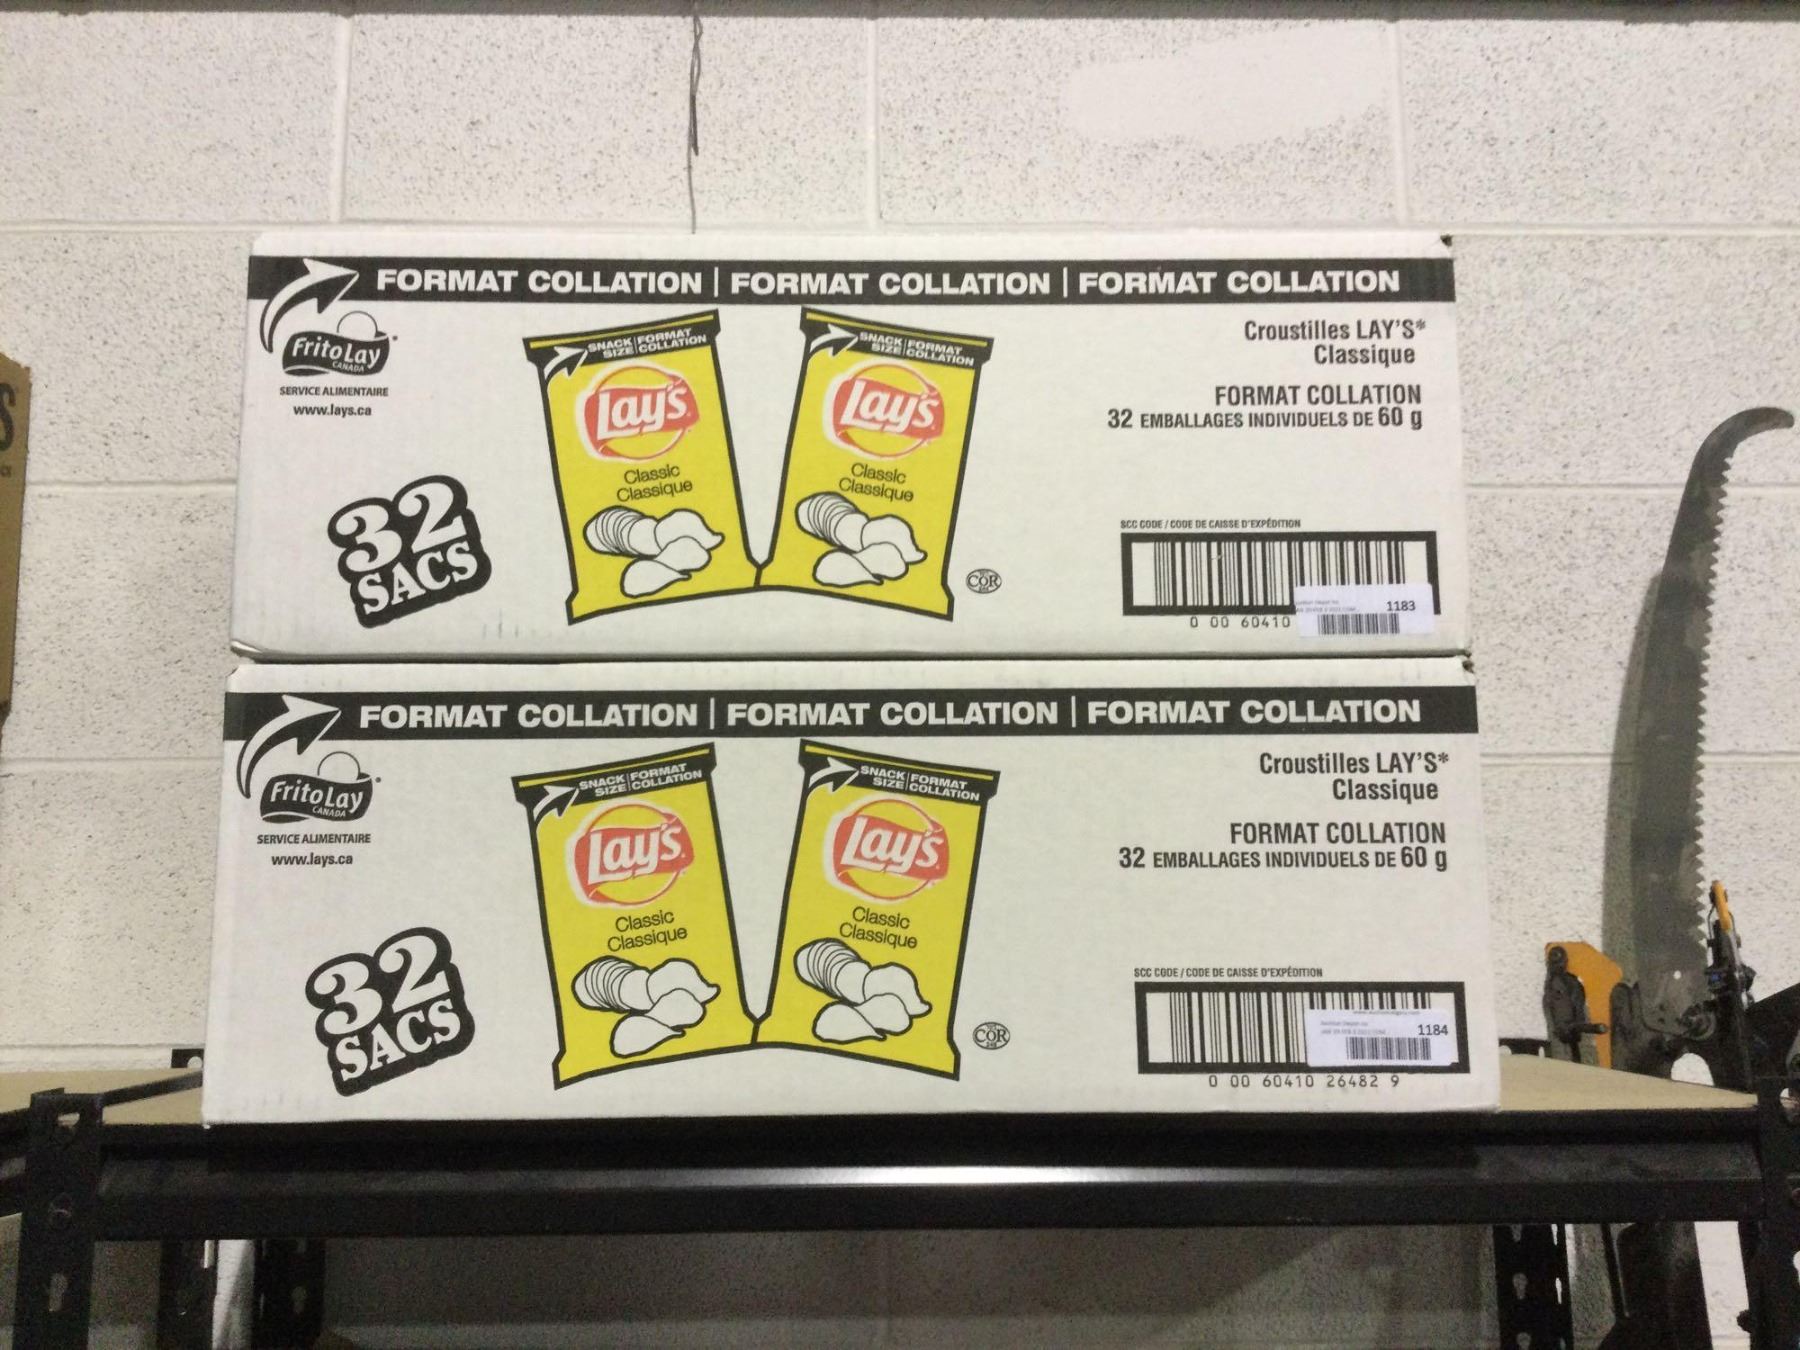 FORMAT COLLATION | FORMAT COLLATION | FORMAT COLLATION
FritoLay
CANADA
SERVICE ALIMENTAIRE
www.lays.ca
32
SACS
SNACK FORMAT
SIZE COLLATION
Lay's
Classic
Classique
SNACK FORMAT
SIZE COLLATION
Lay's
Classic
Classique
COR
Croustilles LAY'S*
Classique
FORMAT COLLATION
32 EMBALLAGES INDIVIDUELS DE 60 g
SCC CODE / CODE DE CAISSE D'EXPÉDITION
1183
0 00 60410
FORMAT COLLATION | FORMAT COLLATION | FORMAT COLLATION
FritoLay
CANADA
SERVICE ALIMENTAIRE
www.lays.ca
32
SACS
SNACK FORMAT
SIZE COLLATION
Lay's
Classic
Classique
SNACK FORMAT
SIZE COLLATION
Lay's
Classic
Classique
COR
Croustilles LAY'S*
Classique
FORMAT COLLATION
32 EMBALLAGES INDIVIDUELS DE 60 g
SCC CODE / CODE DE CAISSE D'EXPÉDITION
1184
0 00 60410 26482 9